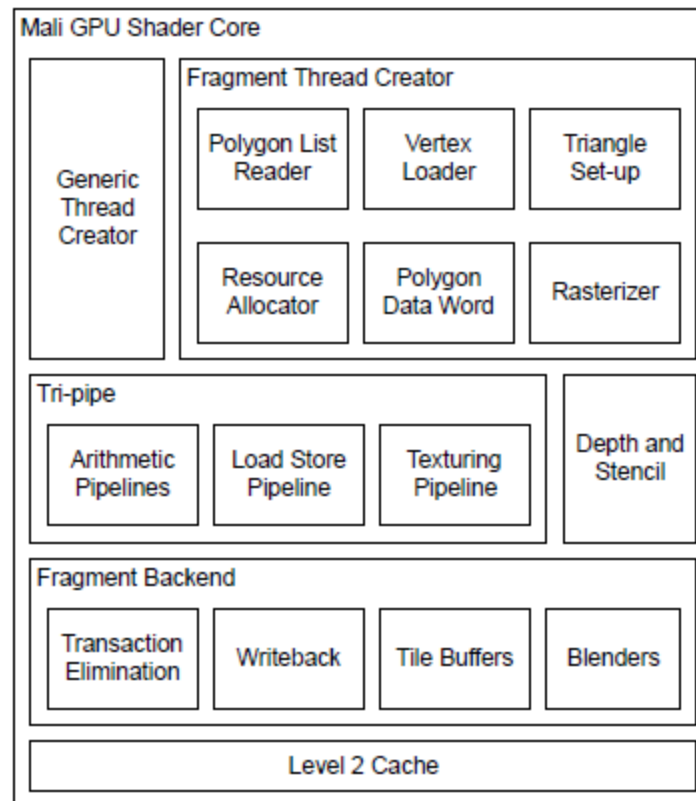 Mali GPU Shader Core
Generic
Thread
Creator
Fragment Thread Creator
Polygon List
Reader
Vertex
Loader
Triangle
Set-up
Resource
Allocator
Polygon
Data Word
Rasterizer
Tri-pipe
Arithmetic
Pipelines
Load Store
Pipeline
Texturing
Pipeline
Depth and
Stencil
Fragment Backend
Transaction
Elimination
Writeback
Tile Buffers
Blenders
Level 2 Cache